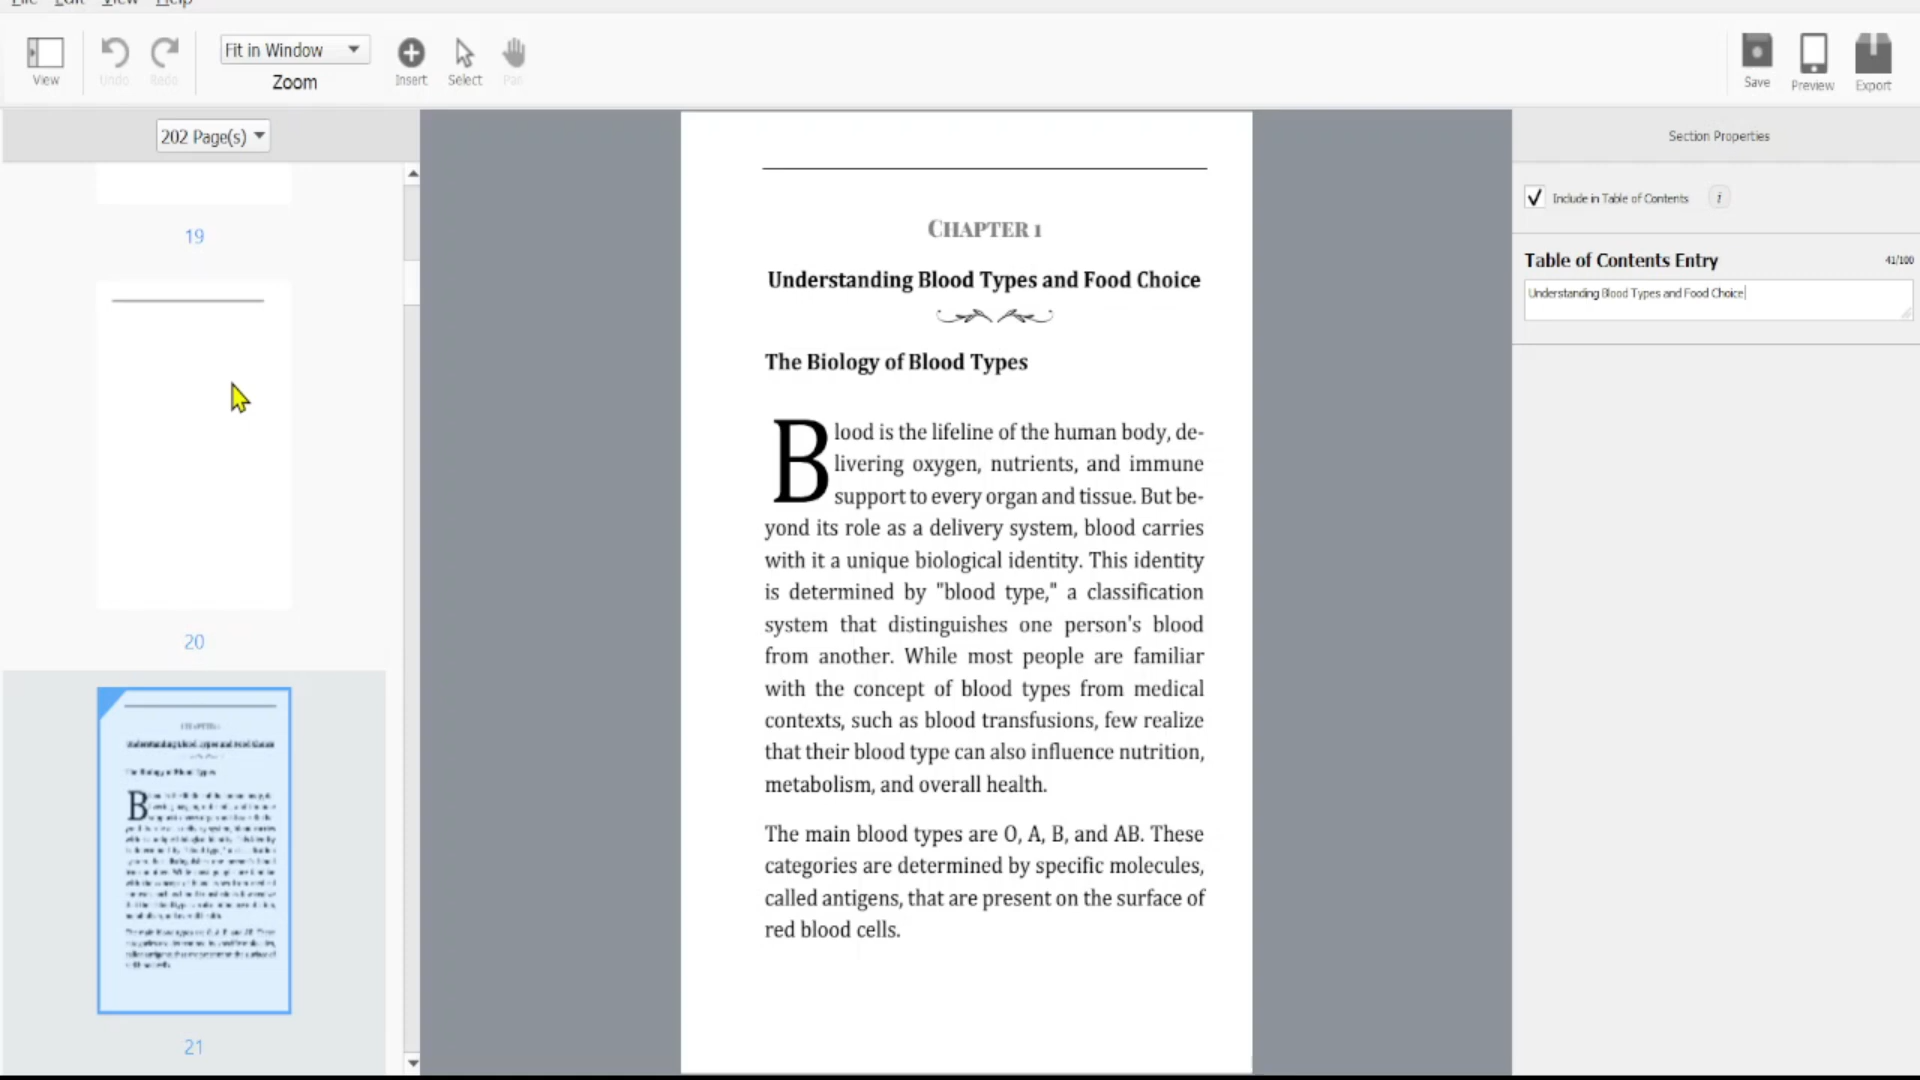 File Edit View Help
View
Undo
Redo
Fit in Window
Zoom
Insert
Select
Pan
Save
Preview
Export
202 Page(s)
19
20
21
CHAPTER 1
Understanding Blood Types and Food Choice
The Biology of Blood Types
Blood is the lifeline of the human body, de-
livering oxygen, nutrients, and immune
support to every organ and tissue. But be-
yond its role as a delivery system, blood carries
with it a unique biological identity. This identity
is determined by "blood type," a classification
system that distinguishes one person's blood
from another. While most people are familiar
with the concept of blood types from medical
contexts, such as blood transfusions, few realize
that their blood type can also influence nutrition,
metabolism, and overall health.
The main blood types are O, A, B, and AB. These
categories are determined by specific molecules,
called antigens, that are present on the surface of
red blood cells.
Section Properties
Include in Table of Contents i
Table of Contents Entry 41/100
Understanding Blood Types and Food Choice